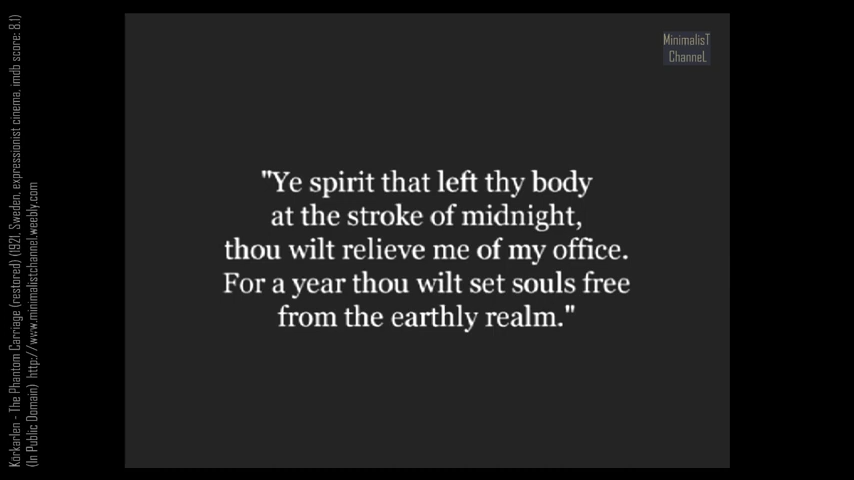 MinimalisT
ChanneL
"Ye spirit that left thy body
at the stroke of midnight,
thou wilt relieve me of my office.
For a year thou wilt set souls free
from the earthly realm."
Körkarlen - The Phantom Carriage (restored) (1921, Sweden, expressionist cinema, imdb score: 8.1)
(In Public Domain) http://www.minimalistchannel.weebly.com